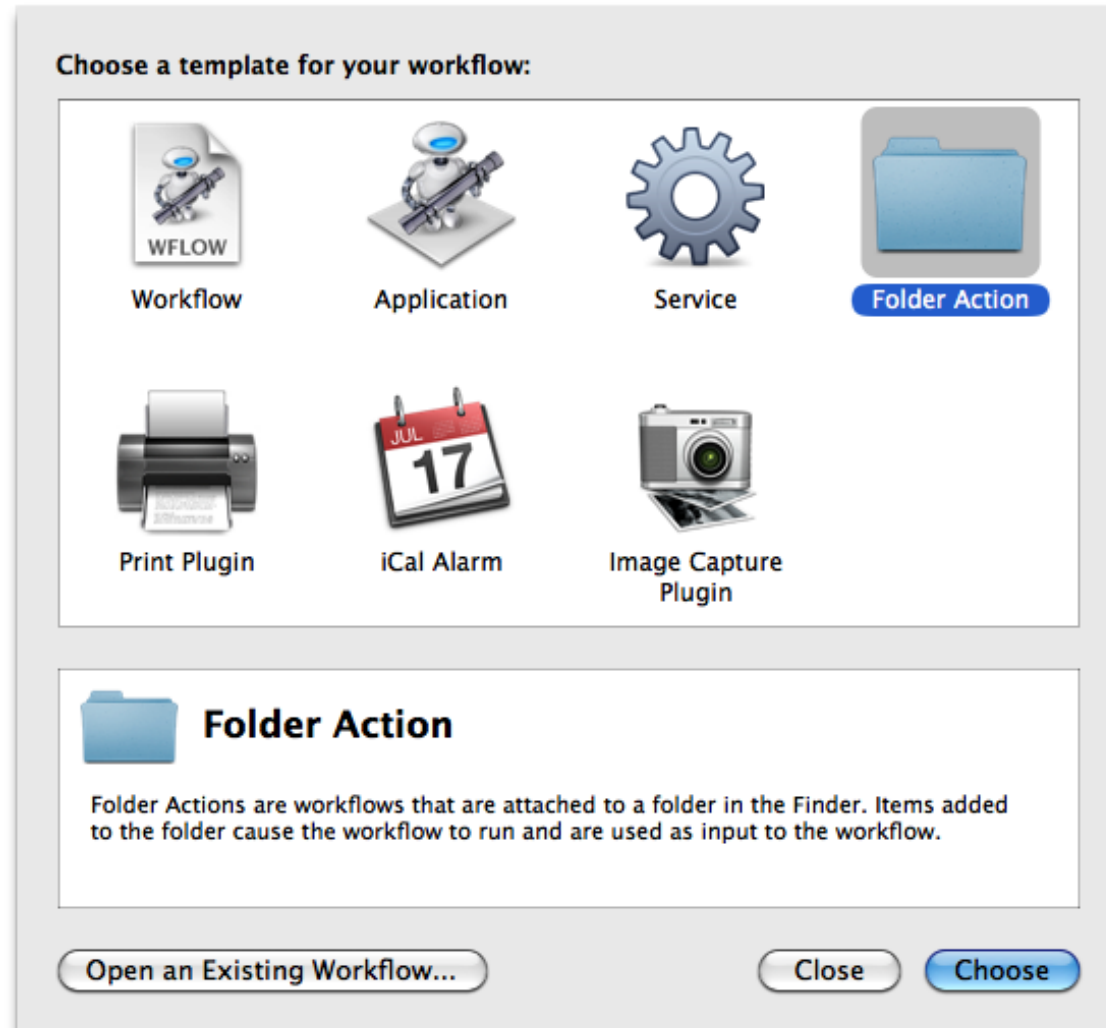 Choose a template for your workflow:
WFLOW
Workflow
Application
Service
Folder Action
JUL
17
Print Plugin
iCal Alarm
Image Capture
Plugin
Folder Action
Folder Actions are workflows that are attached to a folder in the Finder. Items added
to the folder cause the workflow to run and are used as input to the workflow.
Open an Existing Workflow...
Close
Choose